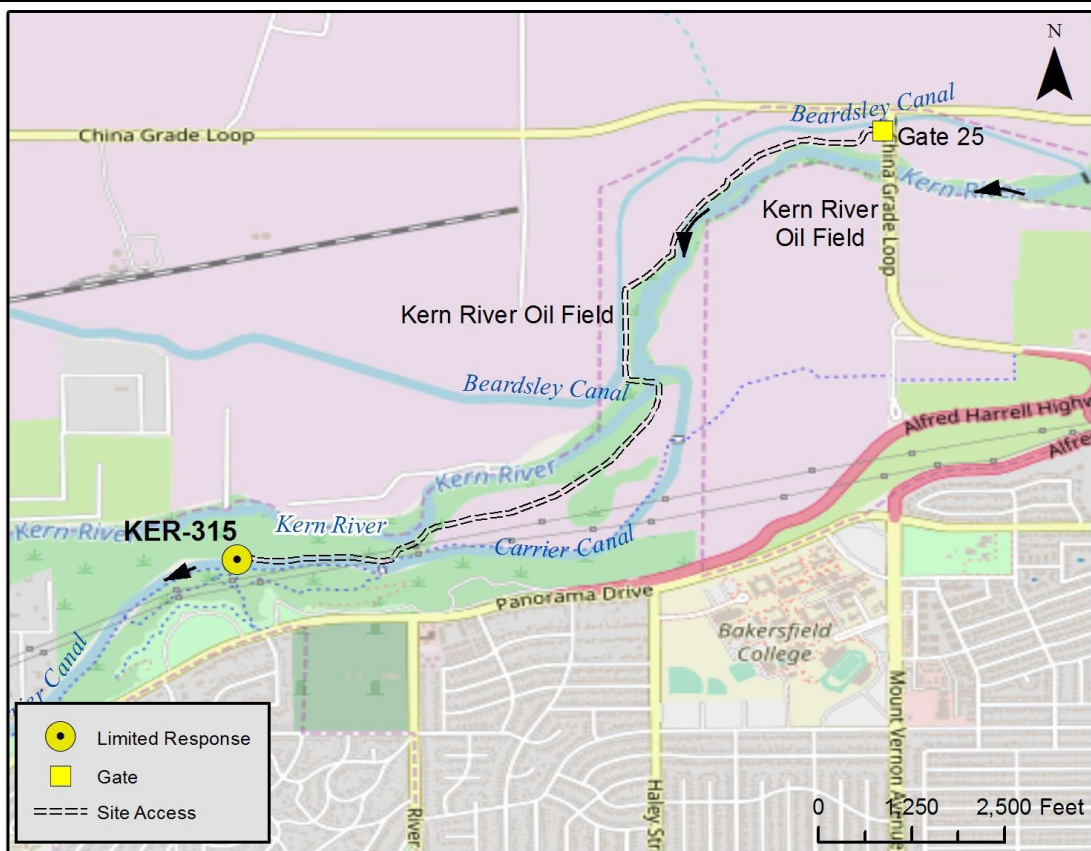 N
Beardsley Canal
China Grade Loop
Gate 25
China Grade Loop
Kern River
Kern River
Oil Field
Kern River Oil Field
Beardsley Canal
Alfred Harrell Highw
Alfre
Kern River
Kern River
Kern River
KER-315
Carrier Canal
Panorama Drive
Bakersfield
College
rier Canal
Mount Vernon Avenue
Haley Str
River
Limited Response
Gate
Site Access
0 1,250 2,500 Feet